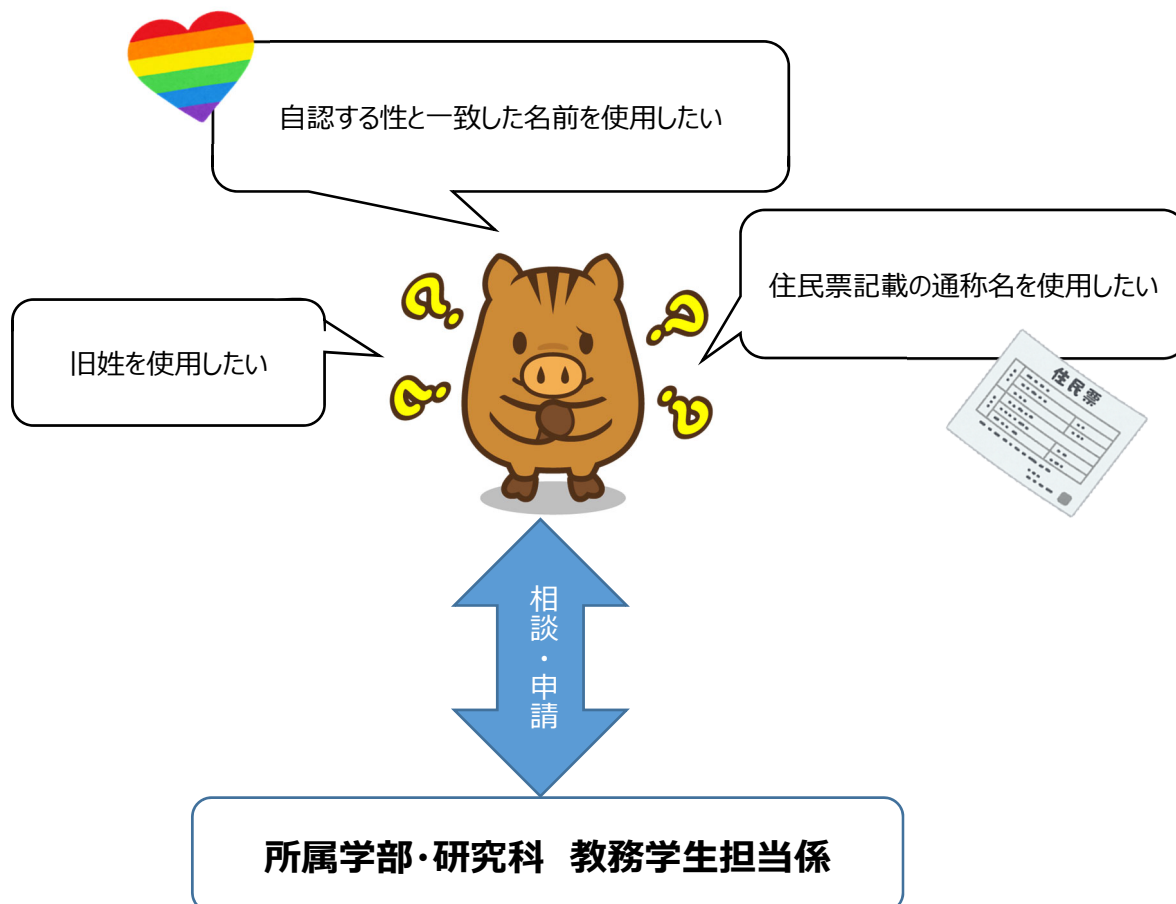 自認する性と一致した名前を使用したい
住民票記載の通称名を使用したい
旧姓を使用したい
住民票
相談・申請
所属学部・研究科 教務学生担当係